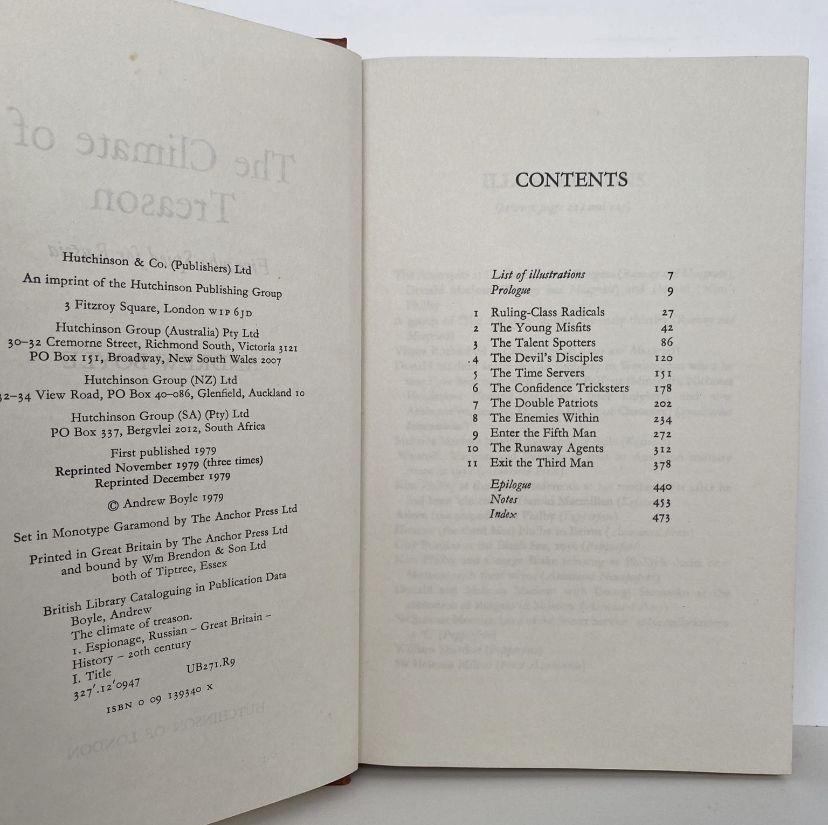 The Climate of
Treason
Hutchinson & Co. (Publishers) Ltd
An imprint of the Hutchinson Publishing Group
3 Fitzroy Square, London W1P 6JD
Hutchinson Group (Australia) Pty Ltd
30–32 Cremorne Street, Richmond South, Victoria 3121
PO Box 151, Broadway, New South Wales 2007
Hutchinson Group (NZ) Ltd
32–34 View Road, PO Box 40–086, Glenfield, Auckland 10
Hutchinson Group (SA) (Pty) Ltd
PO Box 337, Bergvlei 2012, South Africa
First published 1979
Reprinted November 1979 (three times)
Reprinted December 1979
© Andrew Boyle 1979
Set in Monotype Garamond by The Anchor Press Ltd
Printed in Great Britain by The Anchor Press Ltd
and bound by Wm Brendon & Son Ltd
both of Tiptree, Essex
British Library Cataloguing in Publication Data
Boyle, Andrew
The climate of treason.
1. Espionage, Russian – Great Britain –
History – 20th century
I. Title
327'.12'0947 UB271.R9
ISBN 0 09 139340 X
HUTCHINSON OF LONDON
CONTENTS
List of illustrations 7
Prologue 9
1 Ruling-Class Radicals 27
2 The Young Misfits 42
3 The Talent Spotters 86
4 The Devil's Disciples 120
5 The Time Servers 151
6 The Confidence Tricksters 178
7 The Double Patriots 202
8 The Enemies Within 234
9 Enter the Fifth Man 272
10 The Runaway Agents 312
11 Exit the Third Man 378
Epilogue 440
Notes 453
Index 473